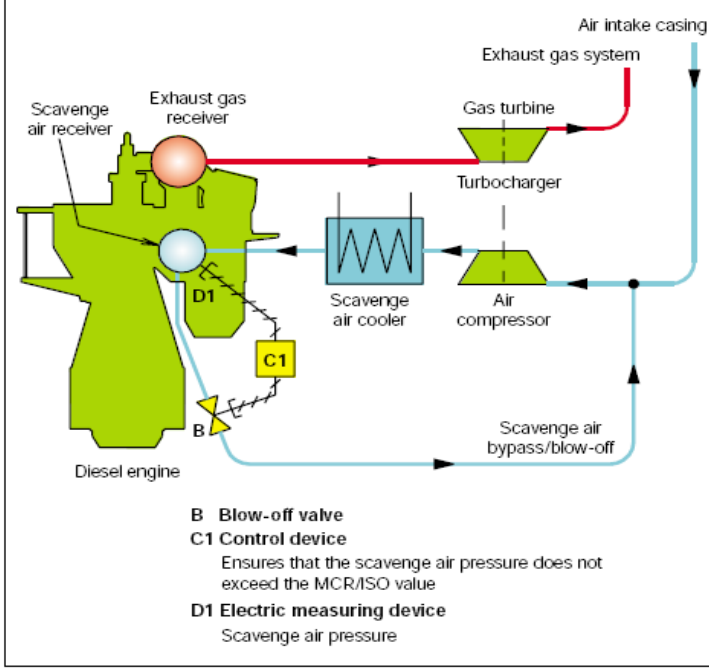 Air intake casing
Exhaust gas system
Exhaust gas
receiver
Gas turbine
Scavenge
air receiver
Turbocharger
D1
Scavenge
air cooler
Air
compressor
C1
B
Scavenge air
bypass/blow-off
Diesel engine
B Blow-off valve
C1 Control device
Ensures that the scavenge air pressure does not
exceed the MCR/ISO value
D1 Electric measuring device
Scavenge air pressure